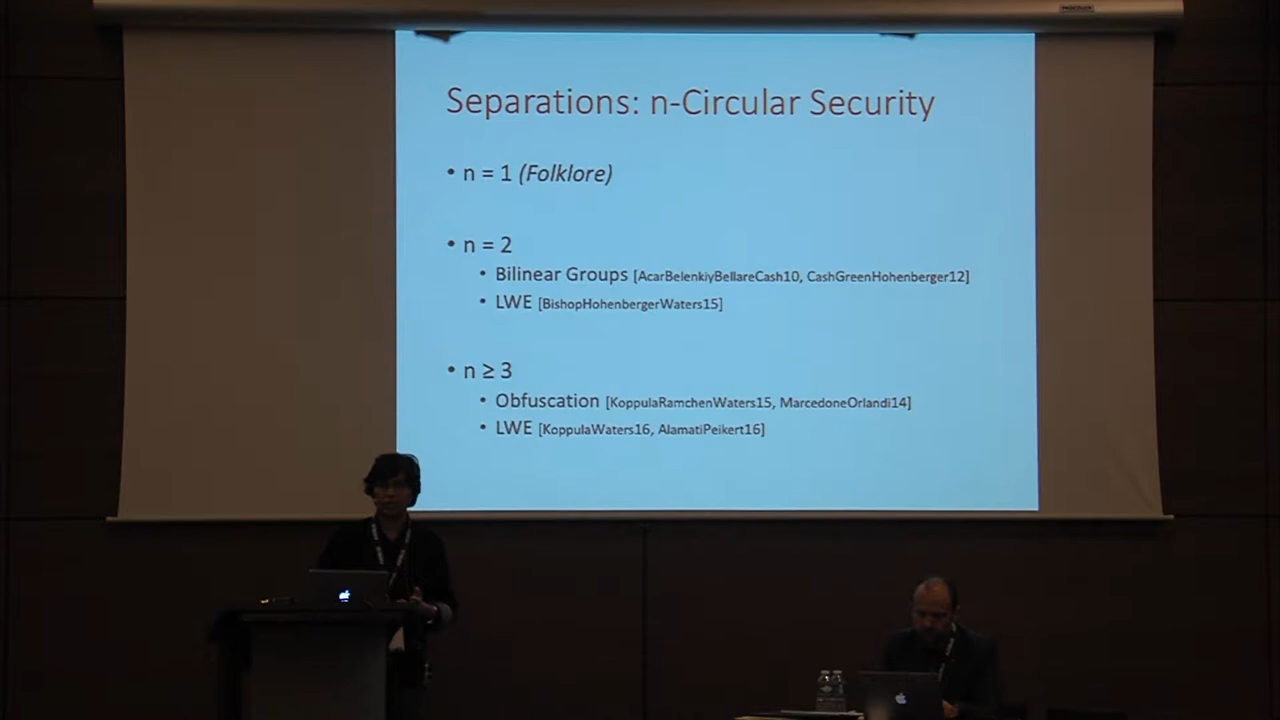 Separations: n-Circular Security
• n = 1 (Folklore)
• n = 2
• Bilinear Groups [AcarBelenkiyBellareCash10, CashGreenHohenberger12]
• LWE [BishopHohenbergerWaters15]
• n ≥ 3
• Obfuscation [KoppulaRamchenWaters15, MarcedoneOrlandi14]
• LWE [KoppulaWaters16, AlamatiPeikert16]